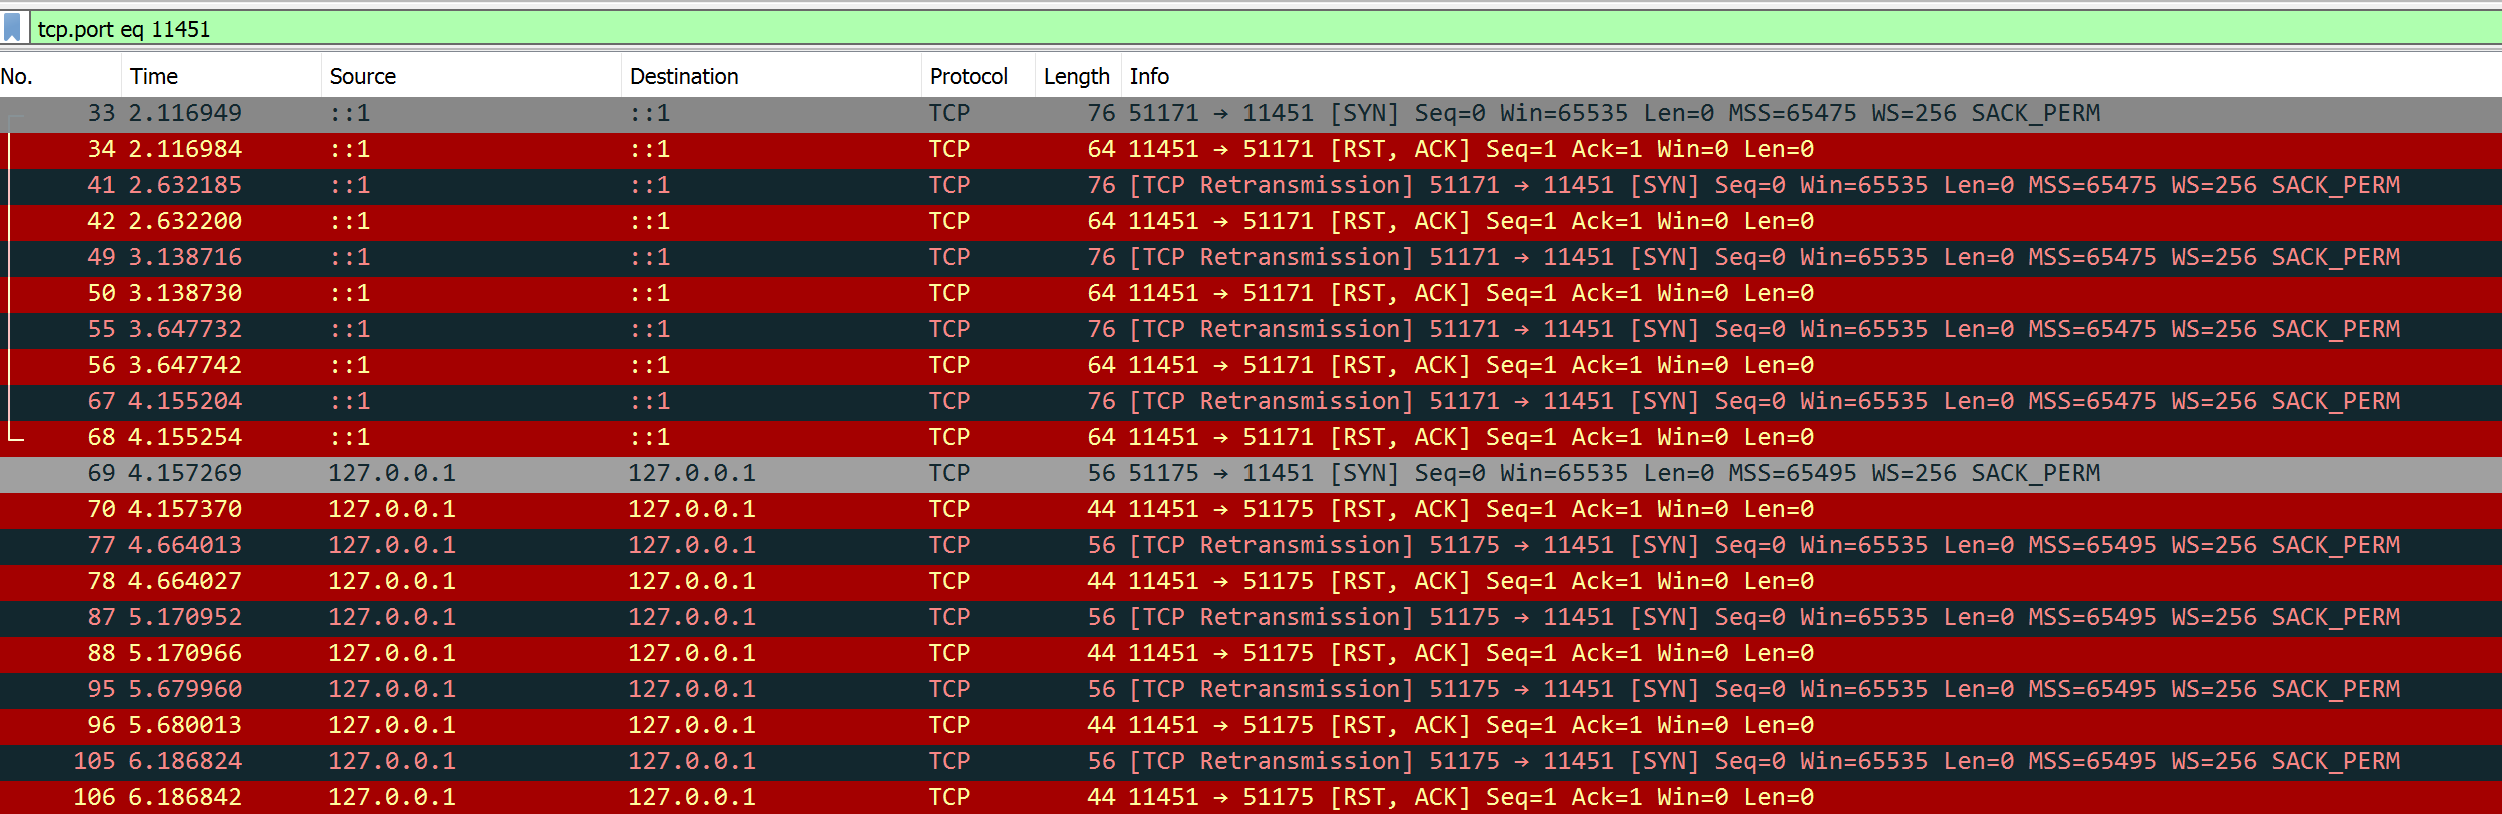 tcp.port eq 11451
No. Time Source Destination Protocol Length Info
33 2.116949 ::1 ::1 TCP 76 51171 → 11451 [SYN] Seq=0 Win=65535 Len=0 MSS=65475 WS=256 SACK_PERM
34 2.116984 ::1 ::1 TCP 64 11451 → 51171 [RST, ACK] Seq=1 Ack=1 Win=0 Len=0
41 2.632185 ::1 ::1 TCP 76 [TCP Retransmission] 51171 → 11451 [SYN] Seq=0 Win=65535 Len=0 MSS=65475 WS=256 SACK_PERM
42 2.632200 ::1 ::1 TCP 64 11451 → 51171 [RST, ACK] Seq=1 Ack=1 Win=0 Len=0
49 3.138716 ::1 ::1 TCP 76 [TCP Retransmission] 51171 → 11451 [SYN] Seq=0 Win=65535 Len=0 MSS=65475 WS=256 SACK_PERM
50 3.138730 ::1 ::1 TCP 64 11451 → 51171 [RST, ACK] Seq=1 Ack=1 Win=0 Len=0
55 3.647732 ::1 ::1 TCP 76 [TCP Retransmission] 51171 → 11451 [SYN] Seq=0 Win=65535 Len=0 MSS=65475 WS=256 SACK_PERM
56 3.647742 ::1 ::1 TCP 64 11451 → 51171 [RST, ACK] Seq=1 Ack=1 Win=0 Len=0
67 4.155204 ::1 ::1 TCP 76 [TCP Retransmission] 51171 → 11451 [SYN] Seq=0 Win=65535 Len=0 MSS=65475 WS=256 SACK_PERM
68 4.155254 ::1 ::1 TCP 64 11451 → 51171 [RST, ACK] Seq=1 Ack=1 Win=0 Len=0
69 4.157269 127.0.0.1 127.0.0.1 TCP 56 51175 → 11451 [SYN] Seq=0 Win=65535 Len=0 MSS=65495 WS=256 SACK_PERM
70 4.157370 127.0.0.1 127.0.0.1 TCP 44 11451 → 51175 [RST, ACK] Seq=1 Ack=1 Win=0 Len=0
77 4.664013 127.0.0.1 127.0.0.1 TCP 56 [TCP Retransmission] 51175 → 11451 [SYN] Seq=0 Win=65535 Len=0 MSS=65495 WS=256 SACK_PERM
78 4.664027 127.0.0.1 127.0.0.1 TCP 44 11451 → 51175 [RST, ACK] Seq=1 Ack=1 Win=0 Len=0
87 5.170952 127.0.0.1 127.0.0.1 TCP 56 [TCP Retransmission] 51175 → 11451 [SYN] Seq=0 Win=65535 Len=0 MSS=65495 WS=256 SACK_PERM
88 5.170966 127.0.0.1 127.0.0.1 TCP 44 11451 → 51175 [RST, ACK] Seq=1 Ack=1 Win=0 Len=0
95 5.679960 127.0.0.1 127.0.0.1 TCP 56 [TCP Retransmission] 51175 → 11451 [SYN] Seq=0 Win=65535 Len=0 MSS=65495 WS=256 SACK_PERM
96 5.680013 127.0.0.1 127.0.0.1 TCP 44 11451 → 51175 [RST, ACK] Seq=1 Ack=1 Win=0 Len=0
105 6.186824 127.0.0.1 127.0.0.1 TCP 56 [TCP Retransmission] 51175 → 11451 [SYN] Seq=0 Win=65535 Len=0 MSS=65495 WS=256 SACK_PERM
106 6.186842 127.0.0.1 127.0.0.1 TCP 44 11451 → 51175 [RST, ACK] Seq=1 Ack=1 Win=0 Len=0